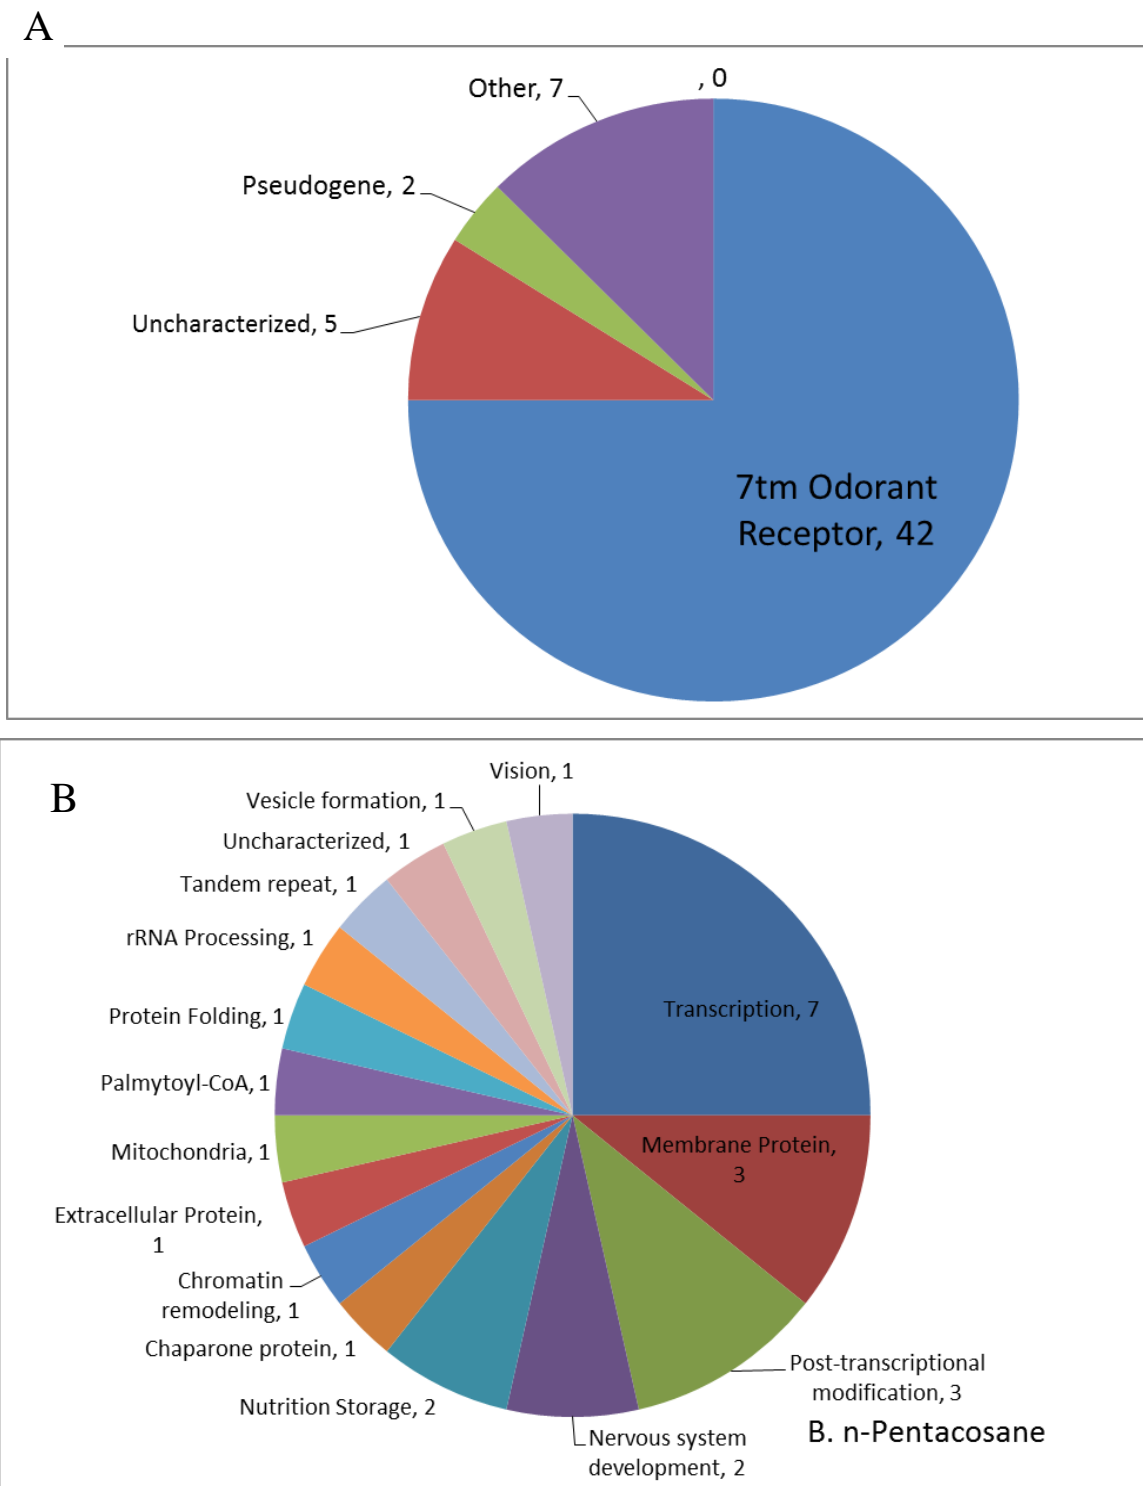 A
, 0
Other, 7
Pseudogene, 2
Uncharacterized, 5
7tm Odorant
Receptor, 42
B
Vision, 1
Vesicle formation, 1
Uncharacterized, 1
Tandem repeat, 1
rRNA Processing, 1
Transcription, 7
Protein Folding, 1
Palmytoyl-CoA, 1
Membrane Protein,
3
Mitochondria, 1
Extracellular Protein,
1
Chromatin
remodeling, 1
Chaparone protein, 1
Post-transcriptional
modification, 3
Nutrition Storage, 2
B. n-Pentacosane
Nervous system
development, 2